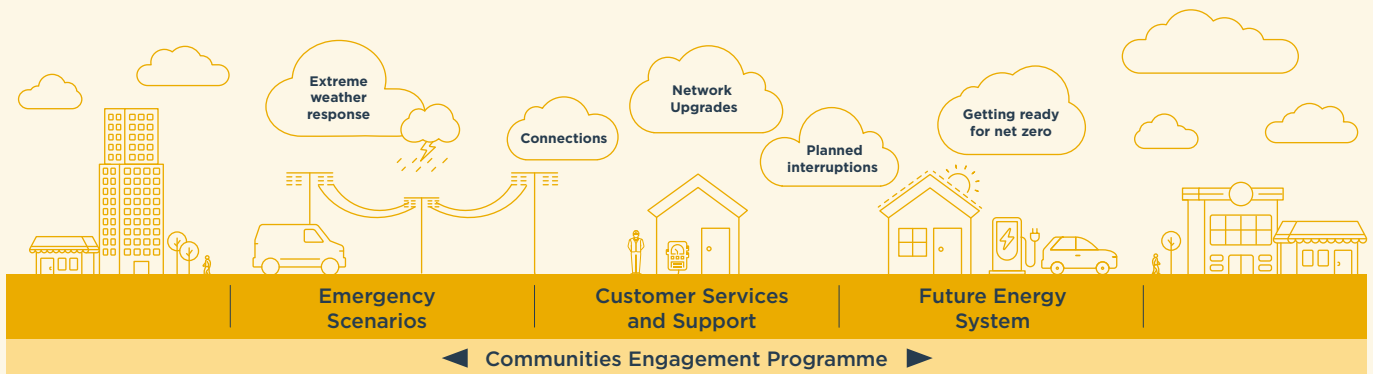 Extreme
weather
response
Connections
Network
Upgrades
Planned
interruptions
Getting ready
for net zero
Emergency
Scenarios
Customer Services
and Support
Future Energy
System
Communities Engagement Programme